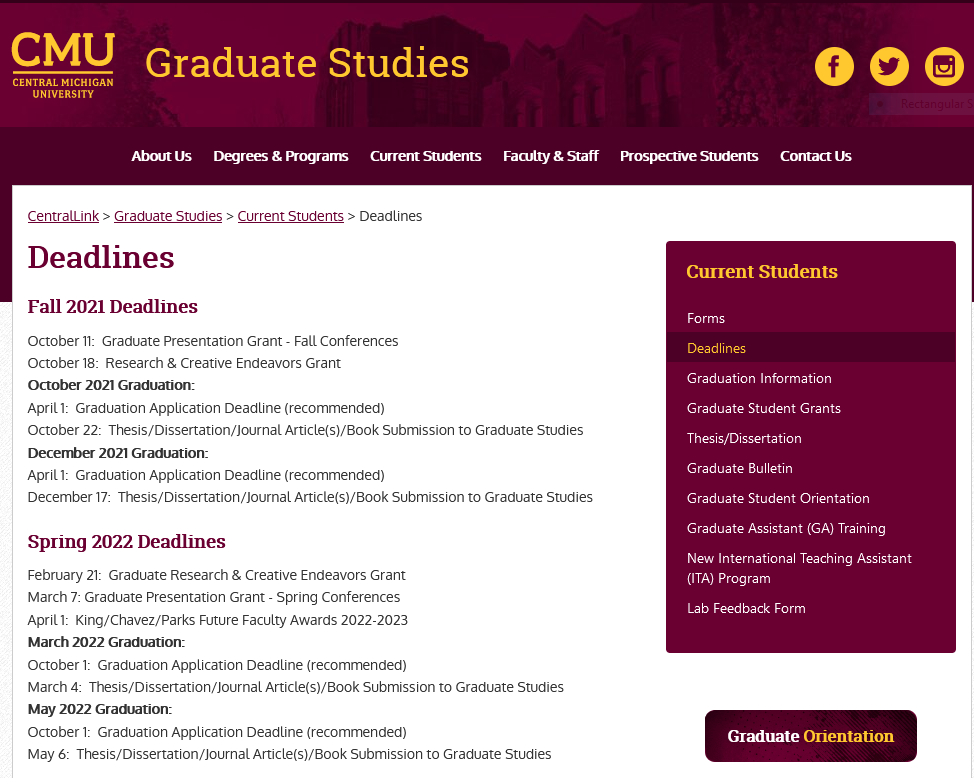 CMU
CENTRAL MICHIGAN
UNIVERSITY
Graduate Studies
Rectangular S
About Us Degrees & Programs Current Students Faculty & Staff Prospective Students Contact Us
CentralLink > Graduate Studies > Current Students > Deadlines
Deadlines
Fall 2021 Deadlines
October 11: Graduate Presentation Grant - Fall Conferences
October 18: Research & Creative Endeavors Grant
October 2021 Graduation:
April 1: Graduation Application Deadline (recommended)
October 22: Thesis/Dissertation/Journal Article(s)/Book Submission to Graduate Studies
December 2021 Graduation:
April 1: Graduation Application Deadline (recommended)
December 17: Thesis/Dissertation/Journal Article(s)/Book Submission to Graduate Studies
Spring 2022 Deadlines
February 21: Graduate Research & Creative Endeavors Grant
March 7: Graduate Presentation Grant - Spring Conferences
April 1: King/Chavez/Parks Future Faculty Awards 2022-2023
March 2022 Graduation:
October 1: Graduation Application Deadline (recommended)
March 4: Thesis/Dissertation/Journal Article(s)/Book Submission to Graduate Studies
May 2022 Graduation:
October 1: Graduation Application Deadline (recommended)
May 6: Thesis/Dissertation/Journal Article(s)/Book Submission to Graduate Studies
Current Students
Forms
Deadlines
Graduation Information
Graduate Student Grants
Thesis/Dissertation
Graduate Bulletin
Graduate Student Orientation
Graduate Assistant (GA) Training
New International Teaching Assistant
(ITA) Program
Lab Feedback Form
Graduate Orientation